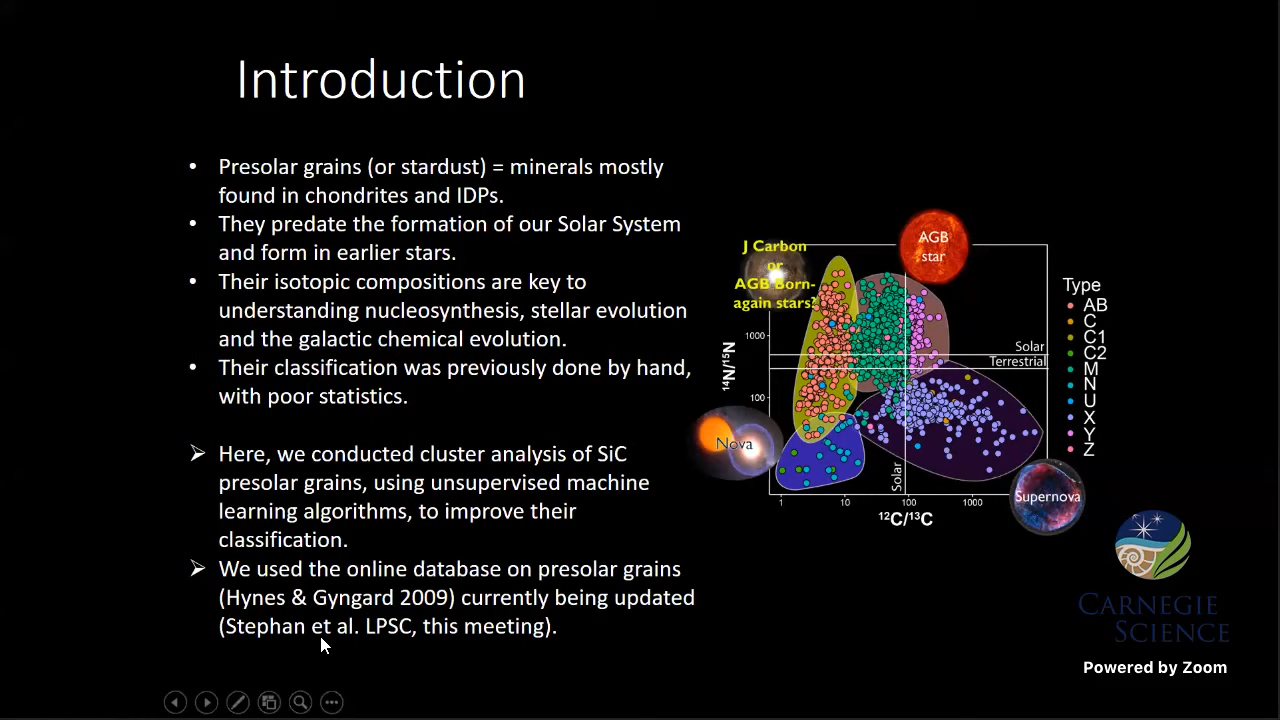 Introduction
• Presolar grains (or stardust) = minerals mostly
found in chondrites and IDPs.
• They predate the formation of our Solar System
and form in earlier stars.
• Their isotopic compositions are key to
understanding nucleosynthesis, stellar evolution
and the galactic chemical evolution.
• Their classification was previously done by hand,
with poor statistics.
➢ Here, we conducted cluster analysis of SiC
presolar grains, using unsupervised machine
learning algorithms, to improve their
classification.
➢ We used the online database on presolar grains
(Hynes & Gyngard 2009) currently being updated
(Stephan et al. LPSC, this meeting).
J Carbon
or
AGB Born-
again stars?
AGB
star
Nova
Supernova
Solar
Terrestrial
Solar
1000
100
¹⁴N/¹⁵N
1
10
100
1000
¹²C/¹³C
Type
AB
C
C1
C2
M
N
U
X
Y
Z
CARNEGIE
SCIENCE
Powered by Zoom